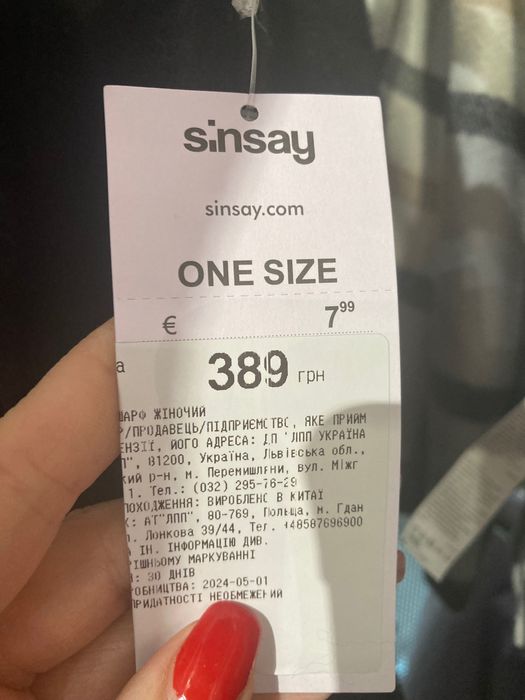 sinsay
sinsay.com
ONE SIZE
€ 7⁹⁹
389 грн
ШАРФ ЖІНОЧИЙ
/ПРОДАВЕЦЬ/ПІДПРИЄМСТВО, ЯКЕ ПРИЙМ
ЕНЗІЇ, ЙОГО АДРЕСА: ДП "ЛПП УКРАЇНА
", 81200, Україна, Львівська обл.,
кий р-н, м. Перемишляни, вул. Міжг
1. Тел.: (032) 295-76-29
ПОХОДЖЕННЯ: ВИРОБЛЕНО В КИТАЇ
К: АТ"ЛПП", 80-769, Польща, м. Гдан
. Лонкова 39/44, Тел. +48587696900
. ІН. ІНФОРМАЦІЮ ДИВ.
РІШНЬОМУ МАРКУВАННІ
: 30 ДНІВ
ОБНИЦТВА: 2024-05-01
ПРИДАТНОСТІ НЕОБМЕЖЕНИЙ